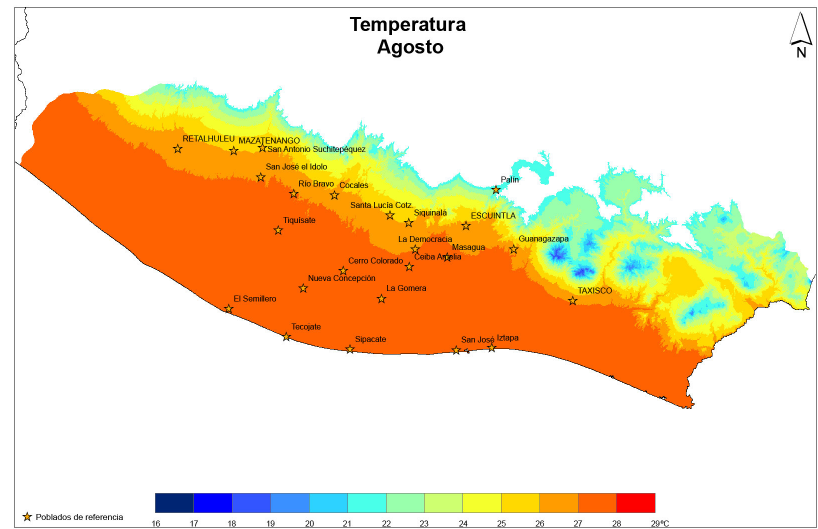 Temperatura
Agosto
N
RETALHULEU
MAZATENANGO
San Antonio Suchitepéquez
San José el Idolo
Palín
Río Bravo
Cocales
Santa Lucía Cotz.
Siquinalá
ESCUINTLA
Tiquísate
La Democracia
Guanagazapa
Masagua
Cerro Colorado
Ceiba Amelia
Nueva Concepción
La Gomera
TAXISCO
El Semillero
Tecojate
Sipacate
San José
Iztapa
Poblados de referencia
16 17 18 19 20 21 22 23 24 25 26 27 28 29ºC